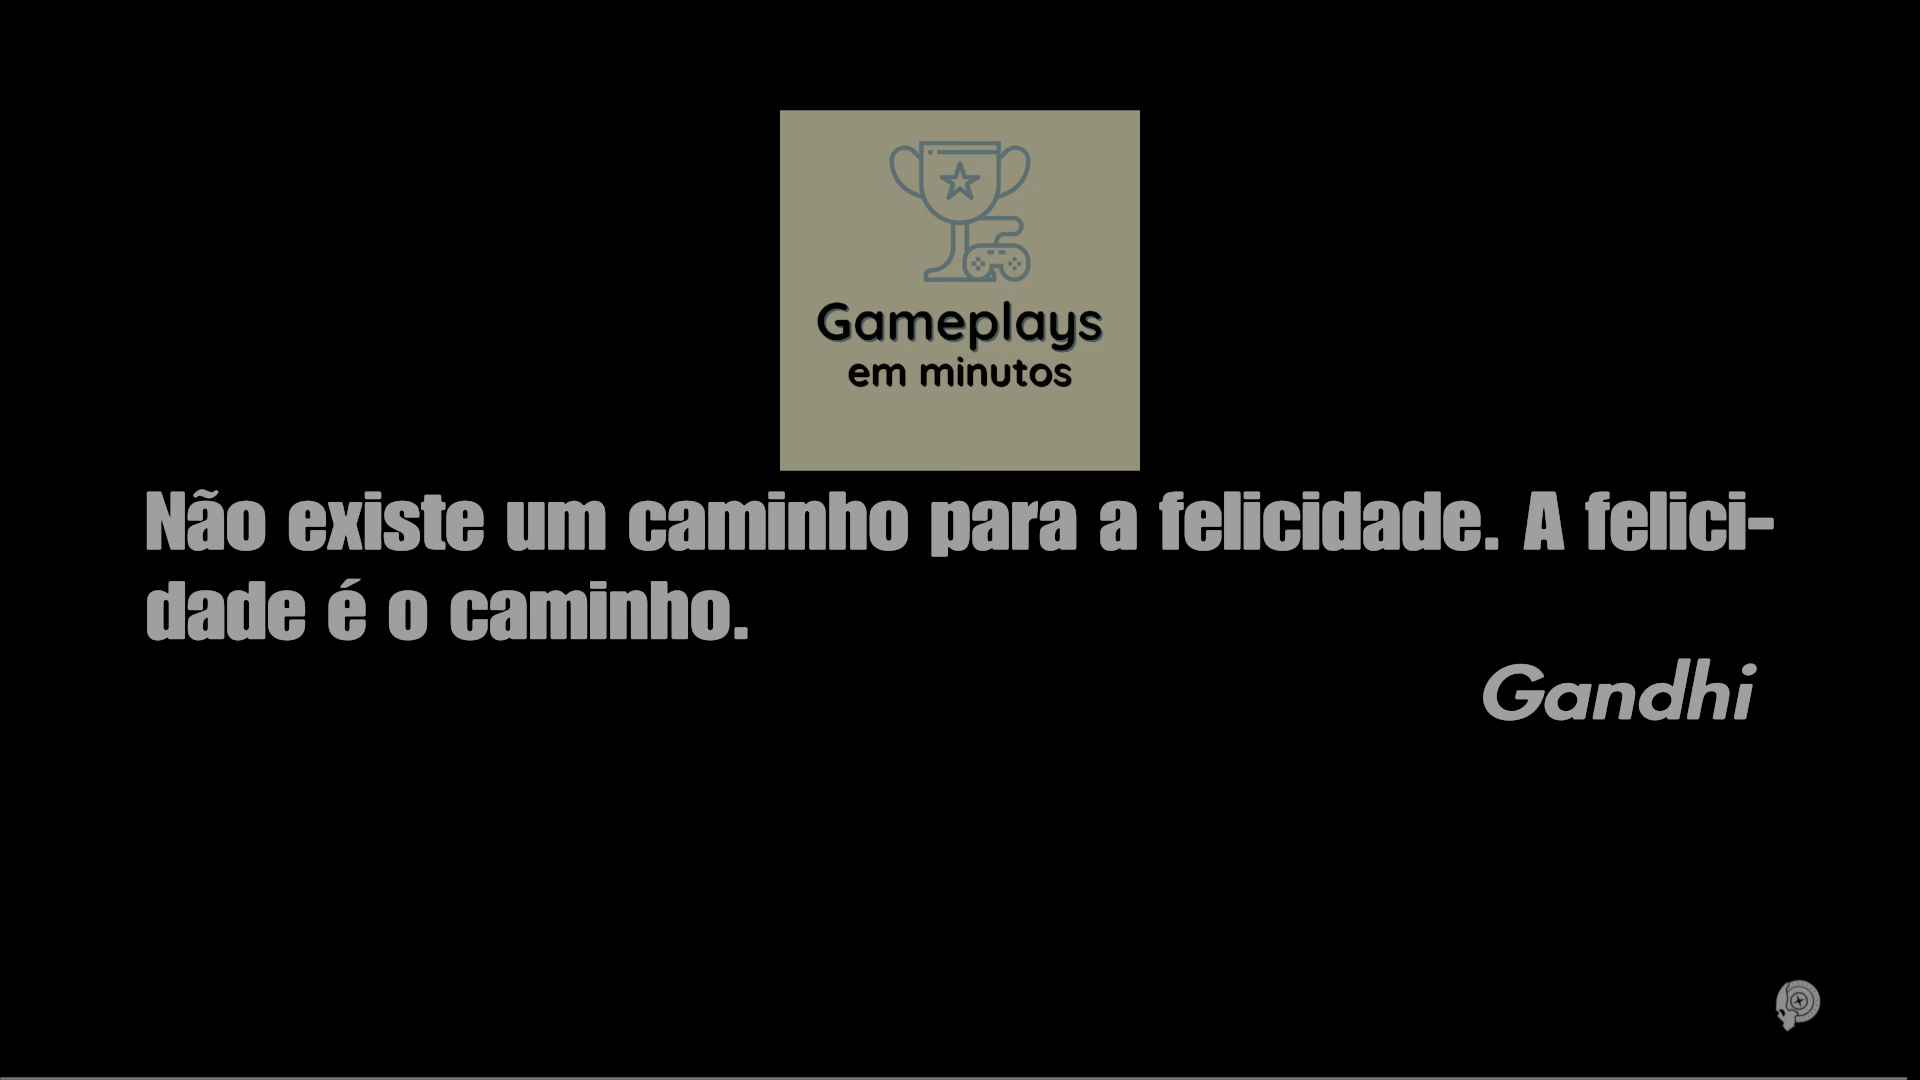 Gameplays
em minutos
Não existe um caminho para a felicidade. A felici-
dade é o caminho.
Gandhi